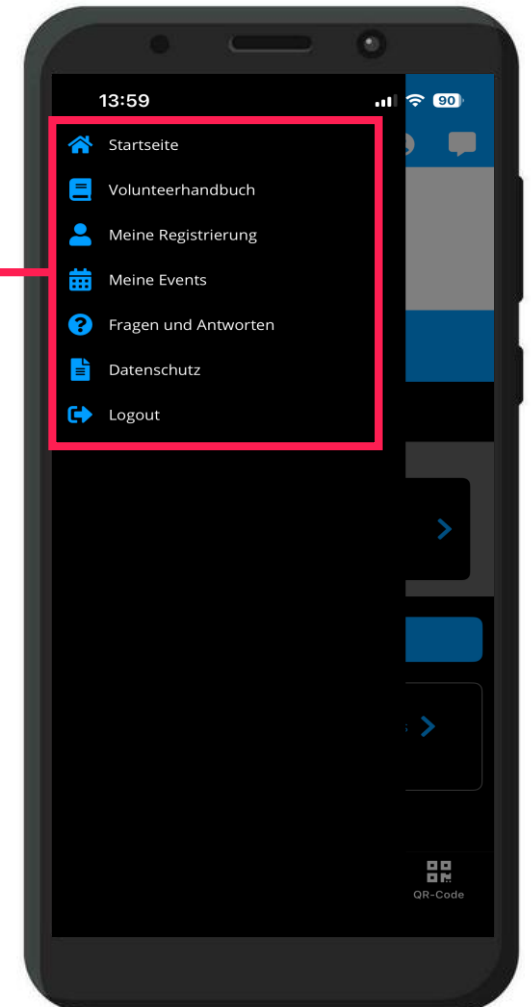 13:59
90
Startseite
Volunteerhandbuch
Meine Registrierung
Meine Events
Fragen und Antworten
Datenschutz
Logout
s
QR-Code